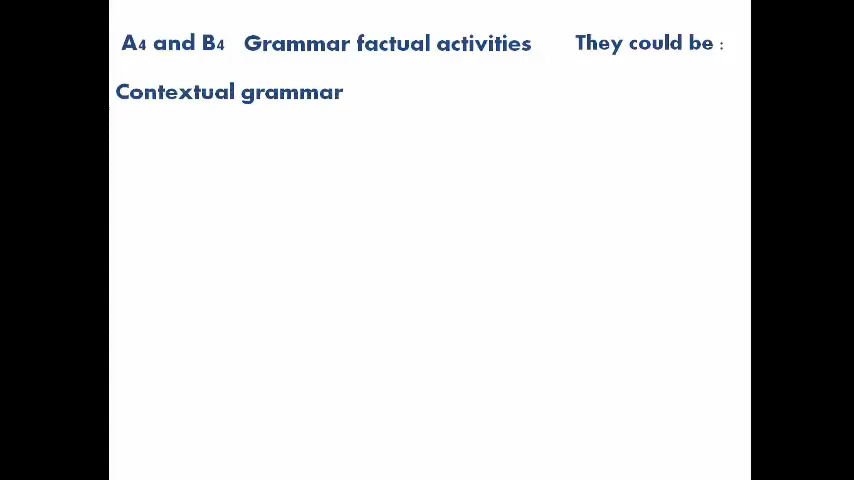 A4 and B4 Grammar factual activities They could be :
Contextual grammar